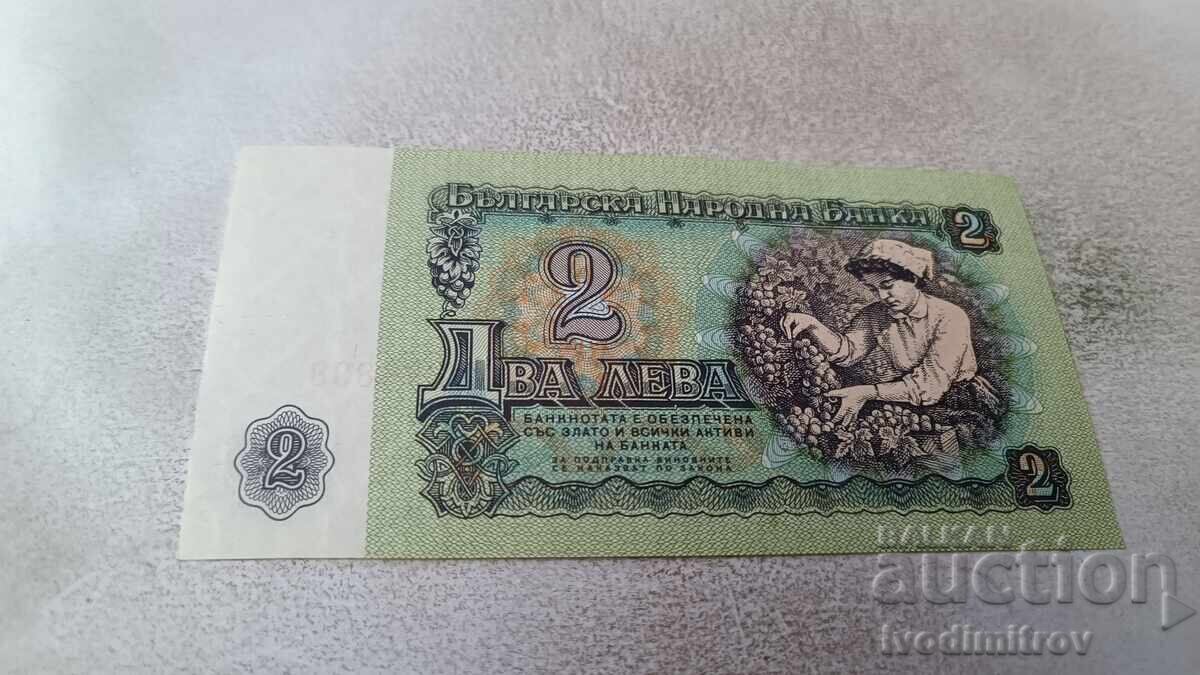 Българска Народна Банка
2
2
Два лева
Банкнотата е обезпечена
със злато и всички активи
на банката
За подправка виновните
се наказват по закона
2
2
BALKAN
auction
ivodimitrov